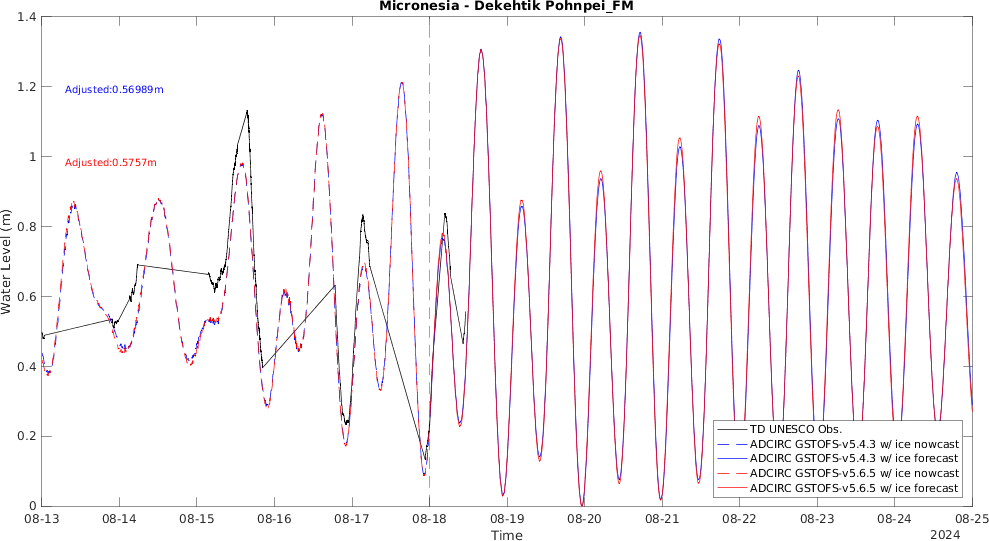 Micronesia - Dekehtik Pohnpei_FM
1.4
1.2
1
0.8
0.6
0.4
0.2
0
Water Level (m)
Adjusted:0.56989m
Adjusted:0.5757m
TD UNESCO Obs.
ADCIRC GSTOFS-v5.4.3 w/ ice nowcast
ADCIRC GSTOFS-v5.4.3 w/ ice forecast
ADCIRC GSTOFS-v5.6.5 w/ ice nowcast
ADCIRC GSTOFS-v5.6.5 w/ ice forecast
08-13 08-14 08-15 08-16 08-17 08-18 08-19 08-20 08-21 08-22 08-23 08-24 08-25
Time
2024